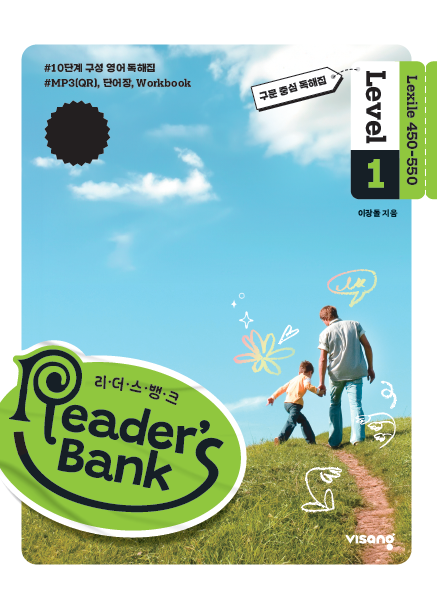 #10단계 구성 영어 독해집
#MP3(QR), 단어장, Workbook
구문 중심 독해집
Level
1
Lexile 450-550
이장돌 지음
리·더·스·뱅·크
Reader's
Bank
visang